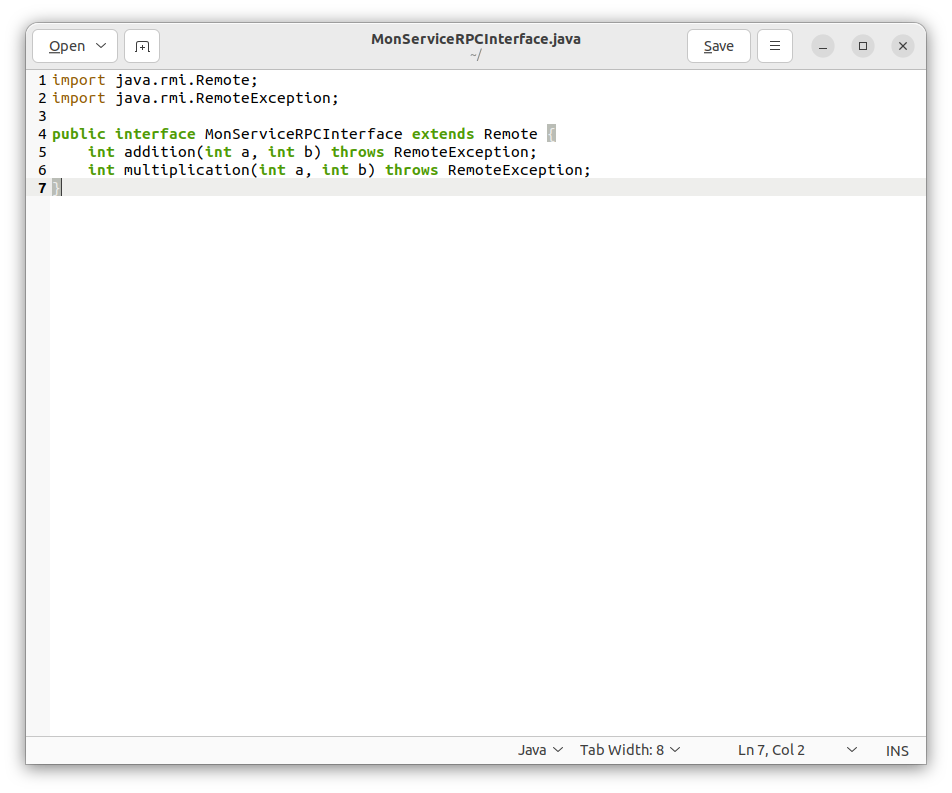 Open
MonServiceRPCInterface.java
~/
Save
1 import java.rmi.Remote;
2 import java.rmi.RemoteException;
3
4 public interface MonServiceRPCInterface extends Remote {
5     int addition(int a, int b) throws RemoteException;
6     int multiplication(int a, int b) throws RemoteException;
7 }
Java Tab Width: 8 Ln 7, Col 2 INS